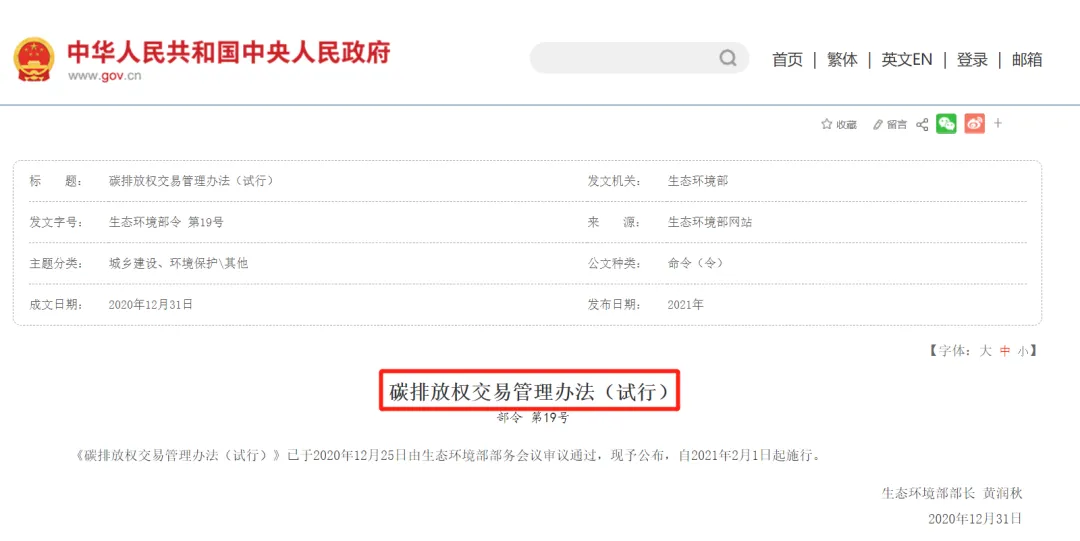 中华人民共和国中央人民政府
www.gov.cn
首页 | 繁体 | 英文EN | 登录 | 邮箱
收藏 留言 +
标 题： 碳排放权交易管理办法（试行） 发文机关： 生态环境部
发文字号： 生态环境部令 第19号 来 源： 生态环境部网站
主题分类： 城乡建设、环境保护\其他 公文种类： 命令（令）
成文日期： 2020年12月31日 发布日期： 2021年
【字体：大 中 小】
碳排放权交易管理办法（试行）
部令 第19号
《碳排放权交易管理办法（试行）》已于2020年12月25日由生态环境部部务会议审议通过，现予公布，自2021年2月1日起施行。
生态环境部部长 黄润秋
2020年12月31日